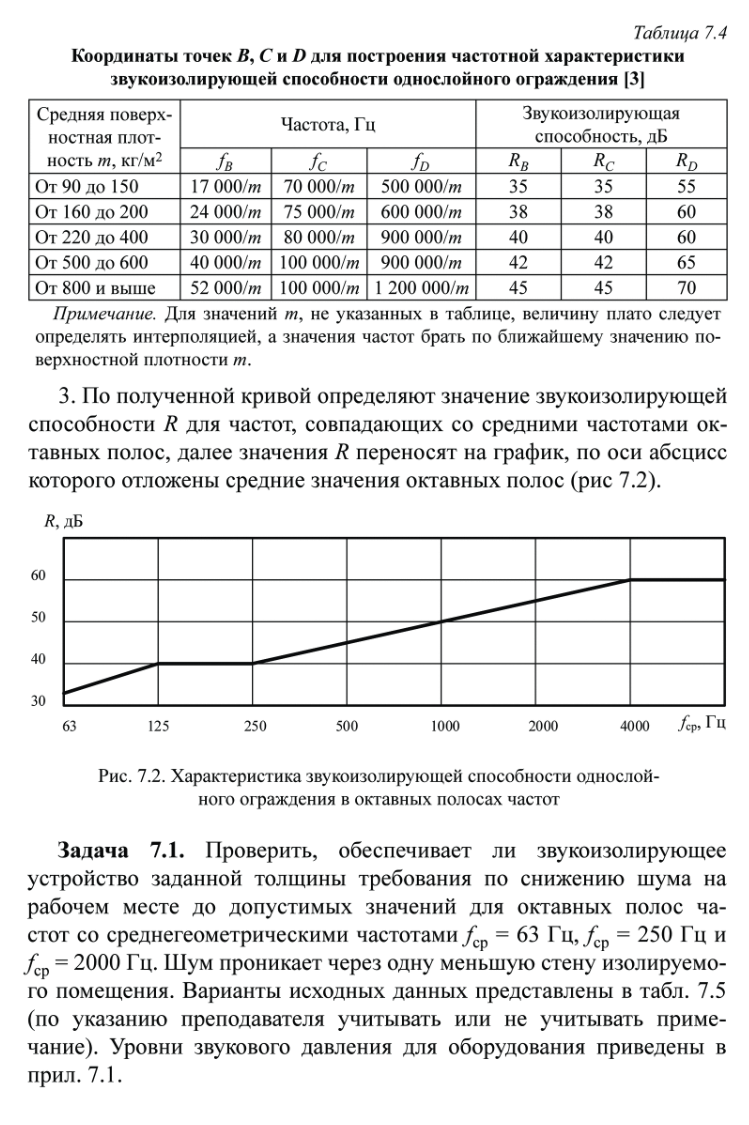 Таблица 7.4
Координаты точек B, C и D для построения частотной характеристики
звукоизолирующей способности однослойного ограждения [3]
Средняя поверх-
ностная плот-
ность m, кг/м2
Частота, Гц
Звукоизолирующая
способность, дБ
fB fC fD RB RC RD
От 90 до 150 17 000/m 70 000/m 500 000/m 35 35 55
От 160 до 200 24 000/m 75 000/m 600 000/m 38 38 60
От 220 до 400 30 000/m 80 000/m 900 000/m 40 40 60
От 500 до 600 40 000/m 100 000/m 900 000/m 42 42 65
От 800 и выше 52 000/m 100 000/m 1 200 000/m 45 45 70
Примечание. Для значений m, не указанных в таблице, величину плато следует
определять интерполяцией, а значения частот брать по ближайшему значению по-
верхностной плотности m.
3. По полученной кривой определяют значение звукоизолирующей
способности R для частот, совпадающих со средними частотами ок-
тавных полос, далее значения R переносят на график, по оси абсцисс
которого отложены средние значения октавных полос (рис 7.2).
R, дБ
60
50
40
30
63 125 250 500 1000 2000 4000 fср, Гц
Рис. 7.2. Характеристика звукоизолирующей способности однослой-
ного ограждения в октавных полосах частот
Задача 7.1. Проверить, обеспечивает ли звукоизолирующее
устройство заданной толщины требования по снижению шума на
рабочем месте до допустимых значений для октавных полос ча-
стот со среднегеометрическими частотами fср = 63 Гц, fср = 250 Гц и
fср = 2000 Гц. Шум проникает через одну меньшую стену изолируемо-
го помещения. Варианты исходных данных представлены в табл. 7.5
(по указанию преподавателя учитывать или не учитывать приме-
чание). Уровни звукового давления для оборудования приведены в
прил. 7.1.